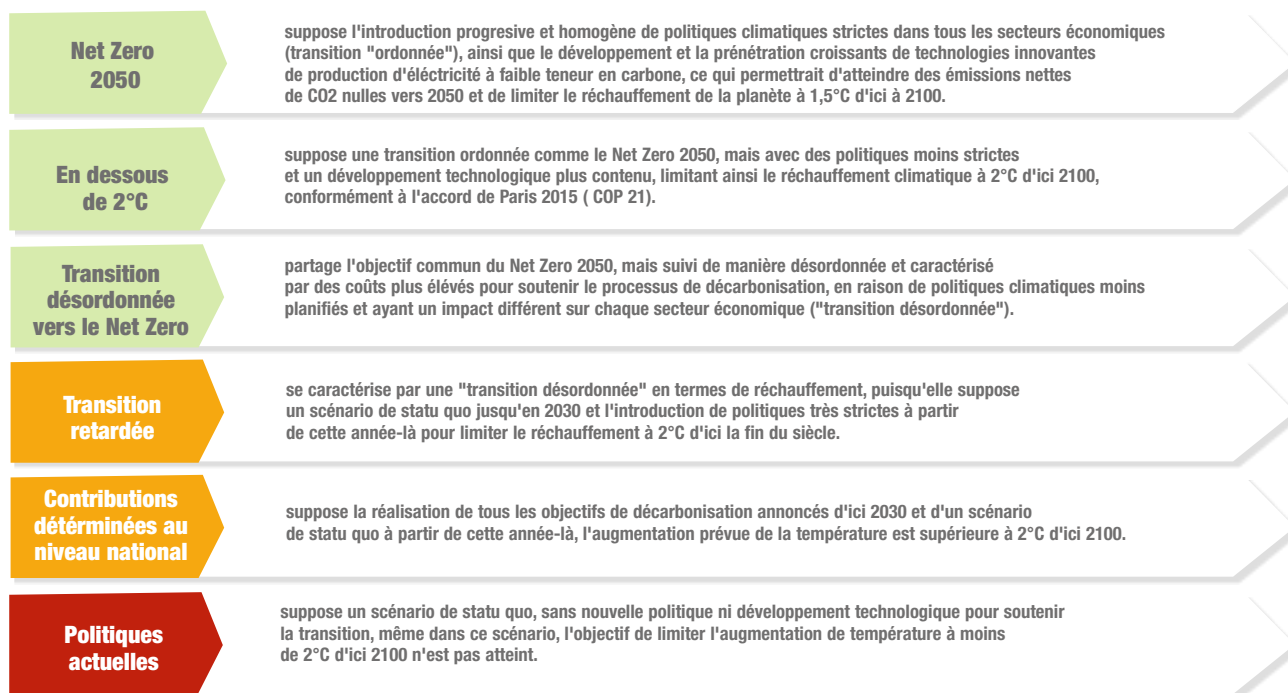 Net Zero
2050
suppose l'introduction progresive et homogène de politiques climatiques strictes dans tous les secteurs économiques
(transition "ordonnée"), ainsi que le développement et la prénétration croissants de technologies innovantes
de production d'éléctricité à faible teneur en carbone, ce qui permettrait d'atteindre des émissions nettes
de CO2 nulles vers 2050 et de limiter le réchauffement de la planète à 1,5°C d'ici à 2100.
En dessous
de 2°C
suppose une transition ordonnée comme le Net Zero 2050, mais avec des politiques moins strictes
et un développement technologique plus contenu, limitant ainsi le réchauffement climatique à 2°C d'ici 2100,
conformément à l'accord de Paris 2015 ( COP 21).
Transition
désordonnée
vers le Net Zero
partage l'objectif commun du Net Zero 2050, mais suivi de manière désordonnée et caractérisé
par des coûts plus élévés pour soutenir le processus de décarbonisation, en raison de politiques climatiques moins
planifiés et ayant un impact différent sur chaque secteur économique ("transition désordonnée").
Transition
retardée
se caractérise par une "transition désordonnée" en termes de réchauffement, puisqu'elle suppose
un scénario de statu quo jusqu'en 2030 et l'introduction de politiques très strictes à partir
de cette année-là pour limiter le réchauffement à 2°C d'ici la fin du siècle.
Contributions
détérminées au
niveau national
suppose la réalisation de tous les objectifs de décarbonisation annoncés d'ici 2030 et d'un scénario
de statu quo à partir de cette année-là, l'augmentation prévue de la température est supérieure à 2°C d'ici 2100.
Politiques
actuelles
suppose un scénario de statu quo, sans nouvelle politique ni développement technologique pour soutenir
la transition, même dans ce scénario, l'objectif de limiter l'augmentation de température à moins
de 2°C d'ici 2100 n'est pas atteint.